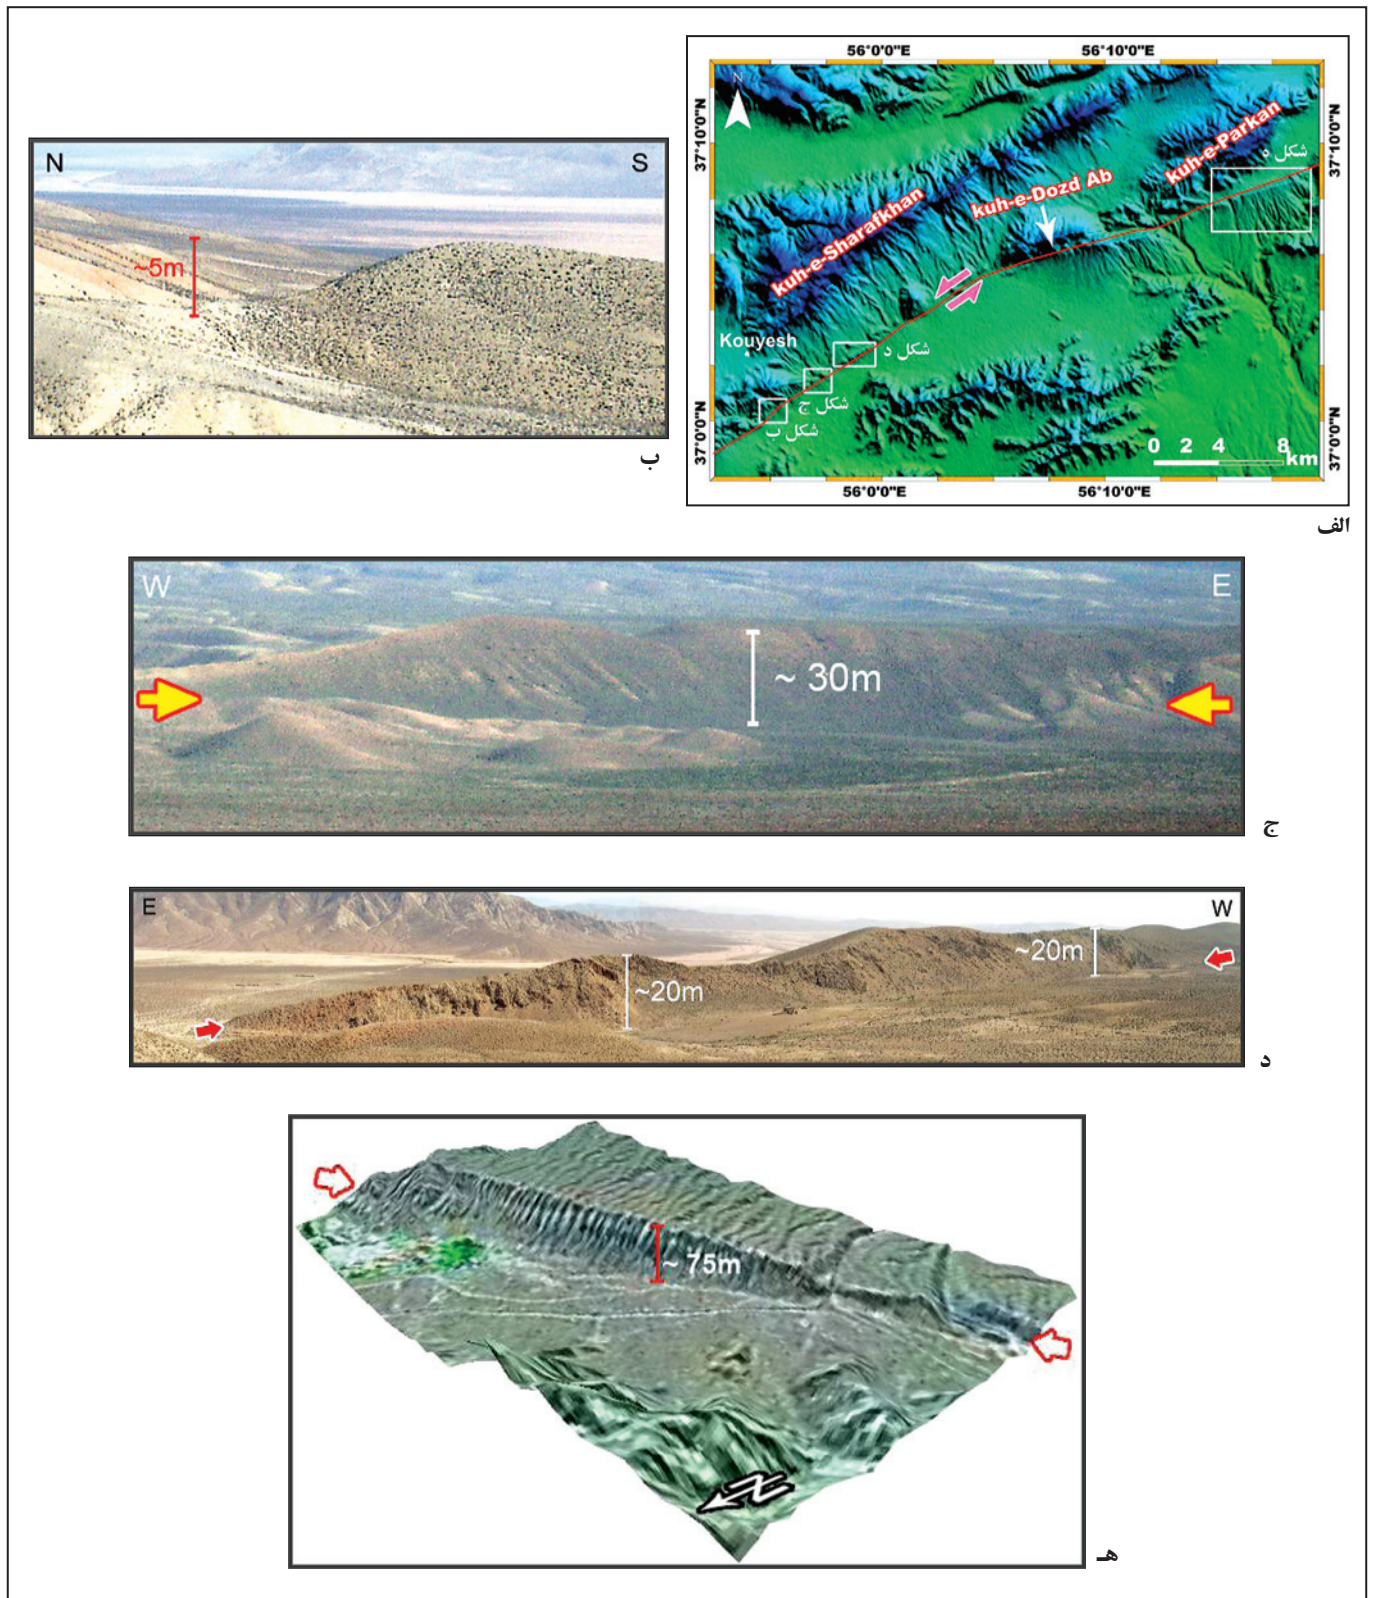 56°0'0"E 56°10'0"E
N
37°10'0"N
37°10'0"N
kuh-e-Parkan
شکل ه
kuh-e-Dozd Ab
kuh-e-Sharafkhan
Kouyesh
شکل د
شکل ج
شکل ب
37°0'0"N
37°0'0"N
0 2 4 8
km
56°0'0"E 56°10'0"E
الف
N S
~5m
ب
W E
~ 30m
ج
E W
~20m
~20m
د
~ 75m
N
هـ